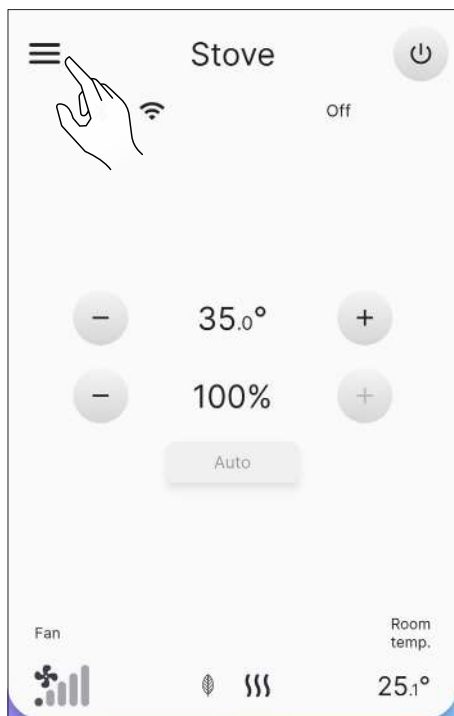 Stove
Off
− 35.0° +
− 100% +
Auto
Fan
Room
temp.
25.1°